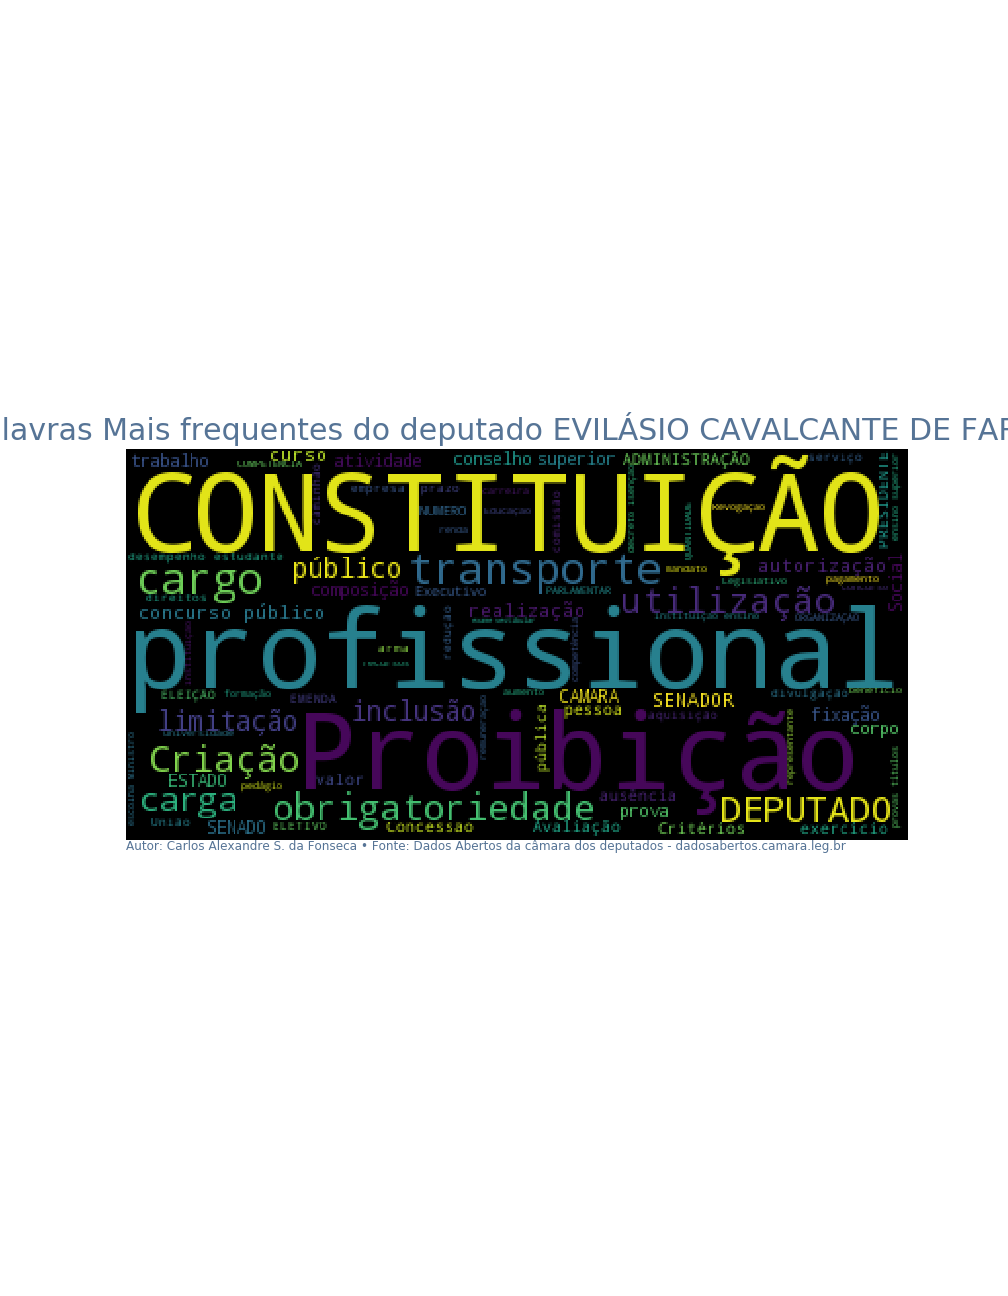 lavras Mais frequentes do deputado EVILÁSIO CAVALCANTE DE FAR
trabalho
COMPETÊNCIA
curso
atividade
conselho superior
ADMINISTRAÇÃO
serviço
CONSTITUIÇÃO
caminhão
empresa
prazo
carreira
NÚMERO
educação
renda
comissão
decreto
isenção
QUANTIDADE
Revogação
PRESIDENTE
ensino superior
desempenho estudante
cargo
direitos
público
composição
transporte
Executivo
PARLAMENTAR
mandato
Legislativo
autorização
pagamento
Social
utilização
concurso público
realização
instituição ensino
ORGANIZAÇÃO
profissional
instituição
arma
recursos
redução
competência
ELEIÇÃO
formação
EMENDA
aumento
CÂMARA
pessoa
SENADOR
divulgação
benefício
limitação
universidade
inclusão
remuneração
pública
aquisição
fixação
corpo
Proibição
representante
Criação
ESTADO
pedágio
valor
escolha ministro
carga
União
SENADO
obrigatoriedade
ELETIVO
Concessão
ausência
prova
Avaliação
Critérios
DEPUTADO
exercício
provas títulos
Autor: Carlos Alexandre S. da Fonseca • Fonte: Dados Abertos da câmara dos deputados - dadosabertos.camara.leg.br